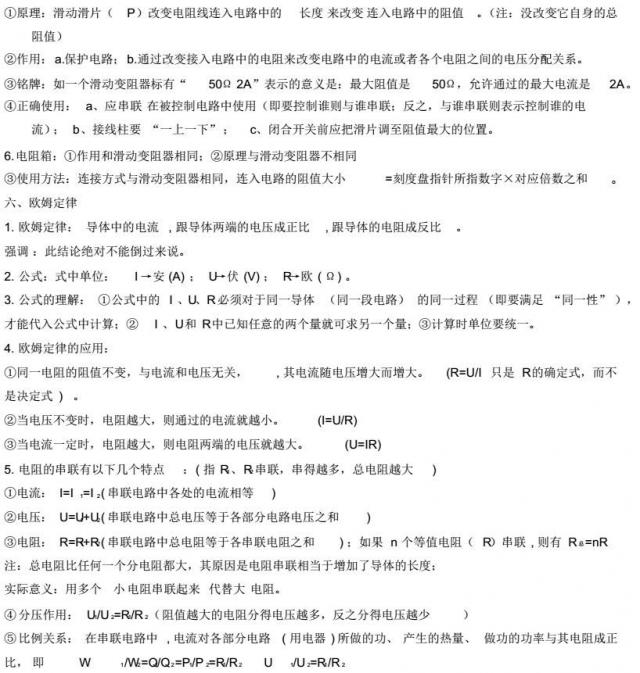 ①原理：滑动滑片（ P）改变电阻线连入电路中的 长度 来改变 连入电路中的阻值 。（注：没改变它自身的总
阻值）
②作用：a.保护电路；b.通过改变接入电路中的电阻来改变电路中的电流或者各个电阻之间的电压分配关系。
③铭牌：如一个滑动变阻器标有“ 50Ω 2A”表示的意义是：最大阻值是 50Ω，允许通过的最大电流是 2A。
④正确使用： a、应串联 在被控制电路中使用（即要控制谁则与谁串联；反之，与谁串联则表示控制谁的电
流）； b、接线柱要 “一上一下”； c、闭合开关前应把滑片调至阻值最大的位置。
6.电阻箱：①作用和滑动变阻器相同；②原理与滑动变阻器不相同
③使用方法：连接方式与滑动变阻器相同，连入电路的阻值大小 =刻度盘指针所指数字×对应倍数之和 。
六、欧姆定律
1. 欧姆定律： 导体中的电流 ,跟导体两端的电压成正比 ,跟导体的电阻成反比 。
强调 ：此结论绝对不能倒过来说。
2. 公式：式中单位： I→安 (A) ； U→伏 (V) ； R→欧 ( Ω ) 。
3. 公式的理解： ①公式中的 I 、U、R 必须对于同一导体 （同一段电路） 的同一过程 （即要满足 “同一性” ） ，
才能代入公式中计算；② I 、U 和 R 中已知任意的两个量就可求另一个量；③计算时单位要统一。
4. 欧姆定律的应用：
①同一电阻的阻值不变，与电流和电压无关， ,其电流随电压增大而增大。 (R=U/I 只是 R的确定式，而不
是决定式 ) 。
②当电压不变时，电阻越大，则通过的电流就越小。 (I=U/R)
③当电流一定时，电阻越大，则电阻两端的电压就越大。 (U=IR)
5. 电阻的串联有以下几个特点 ：( 指 R₁、R₂串联，串得越多，总电阻越大 )
①电流： I=I ₁=I ₂( 串联电路中各处的电流相等 )
②电压： U=U₁+U₂( 串联电路中总电压等于各部分电路电压之和 )
③电阻： R=R₁+R₂( 串联电路中总电阻等于各串联电阻之和 ) ；如果 n 个等值电阻（ R）串联 ,则有 R总=nR
注：总电阻比任何一个分电阻都大，其原因是电阻串联相当于增加了导体的长度；
实际意义：用多个 小 电阻串联起来 代替大 电阻。
④分压作用： U₁/U ₂=R₁/R ₂（ 阻值越大的电阻分得电压越多，反之分得电压越少 ）
⑤比例关系： 在串联电路中 , 电流对各部分电路 ( 用电器 ) 所做的功、 产生的热量、 做功的功率与其电阻成正
比，即 W ₁/W₂=Q₁/Q₂=P₁/P ₂=R₁/R₂ U ₁/U ₂=R₁/R₂